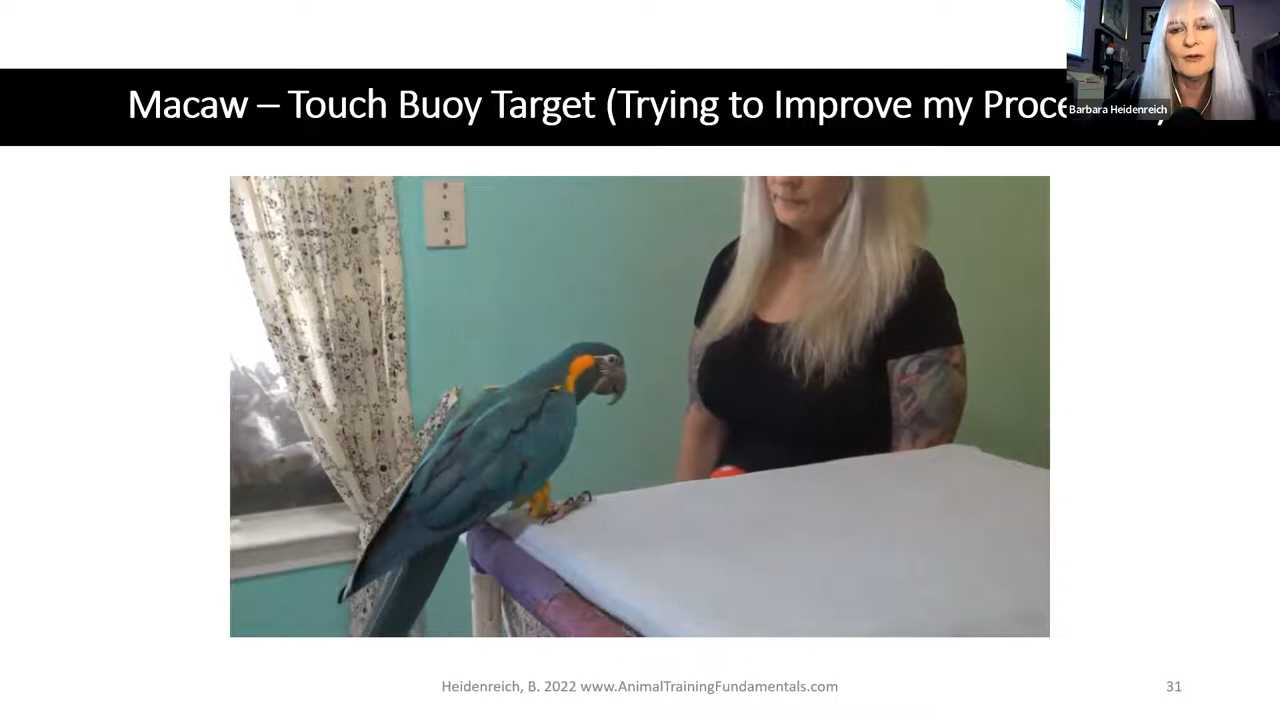 Macaw – Touch Buoy Target (Trying to Improve my Proce
Barbara Heidenreich
Heidenreich, B. 2022 www.AnimalTrainingFundamentals.com
31